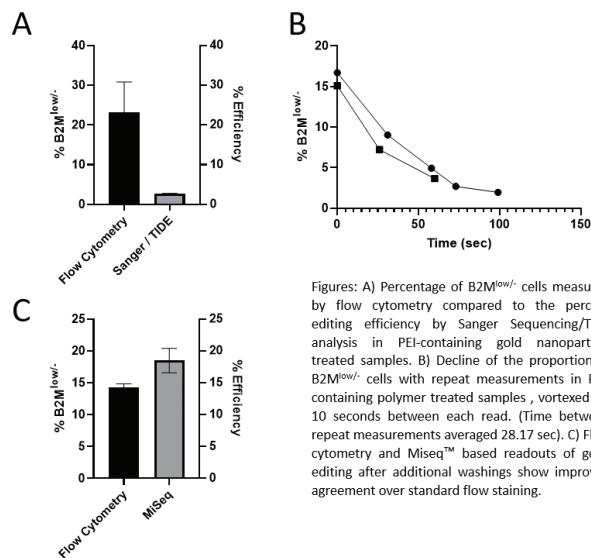 A
40
30
20
10
0
% B2M^low/-
40
30
20
10
0
% Efficiency
Flow Cytometry
Sanger / TIDE
B
20
15
10
5
0
% B2M^low/-
0 50 100 150
Time (sec)
C
25
20
15
10
5
0
% B2M^low/-
25
20
15
10
5
0
% Efficiency
Flow Cytometry
MiSeq
Figures: A) Percentage of B2M^low/- cells measu
by flow cytometry compared to the perc
editing efficiency by Sanger Sequencing/T
analysis in PEI-containing gold nanopart
treated samples. B) Decline of the proportion
B2M^low/- cells with repeat measurements in
containing polymer treated samples , vortexed
10 seconds between each read. (Time betwe
repeat measurements averaged 28.17 sec). C) F
cytometry and Miseq™ based readouts of ge
editing after additional washings show improv
agreement over standard flow staining.